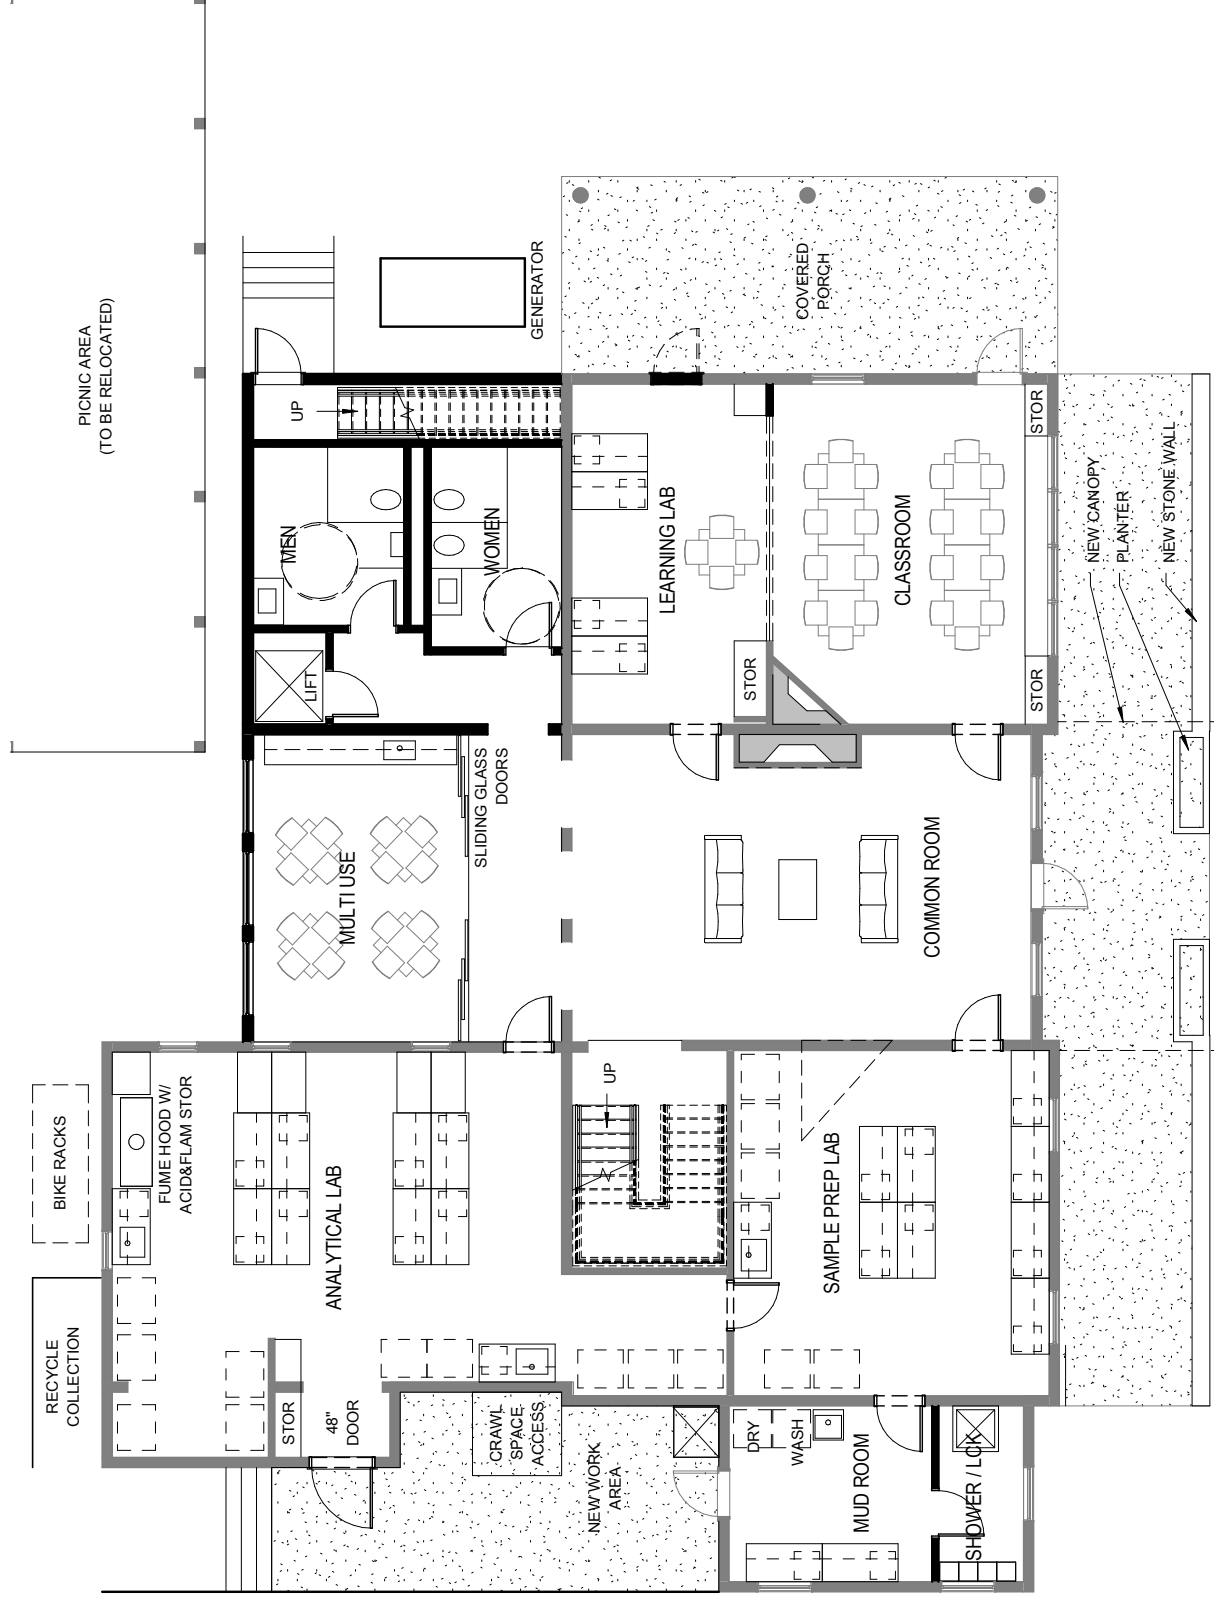 PICNIC AREA
(TO BE RELOCATED)
GENERATOR
COVERED
PORCH
UP
MEN
WOMEN
LIFT
LEARNING LAB
STOR
CLASSROOM
STOR
STOR
NEW CANOPY
PLANTER
NEW STONE WALL
SLIDING GLASS
DOORS
MULTI USE
COMMON ROOM
BIKE RACKS
FUME HOOD W/
ACID&FLAM STOR
ANALYTICAL LAB
UP
SAMPLE PREP LAB
RECYCLE
COLLECTION
STOR
48"
DOOR
CRAWL
SPACE
ACCESS
NEW WORK
AREA
DRY
WASH
MUD ROOM
SHOWER / LCK